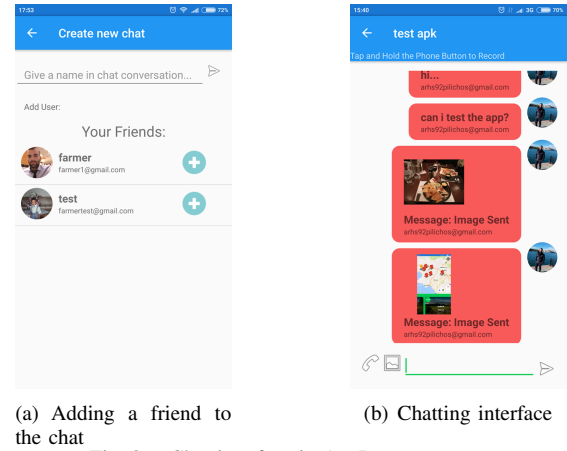 17:53
72%
Create new chat
Give a name in chat conversation...
Add User:
Your Friends:
farmer
farmer1@gmail.com
test
farmertest@gmail.com
(a) Adding a friend to
the chat
15:40
3G
70%
test apk
Tap and Hold the Phone Button to Record
hi...
arhs92pilichos@gmail.com
can i test the app?
arhs92pilichos@gmail.com
Message: Image Sent
arhs92pilichos@gmail.com
Message: Image Sent
arhs92pilichos@gmail.com
(b) Chatting interface